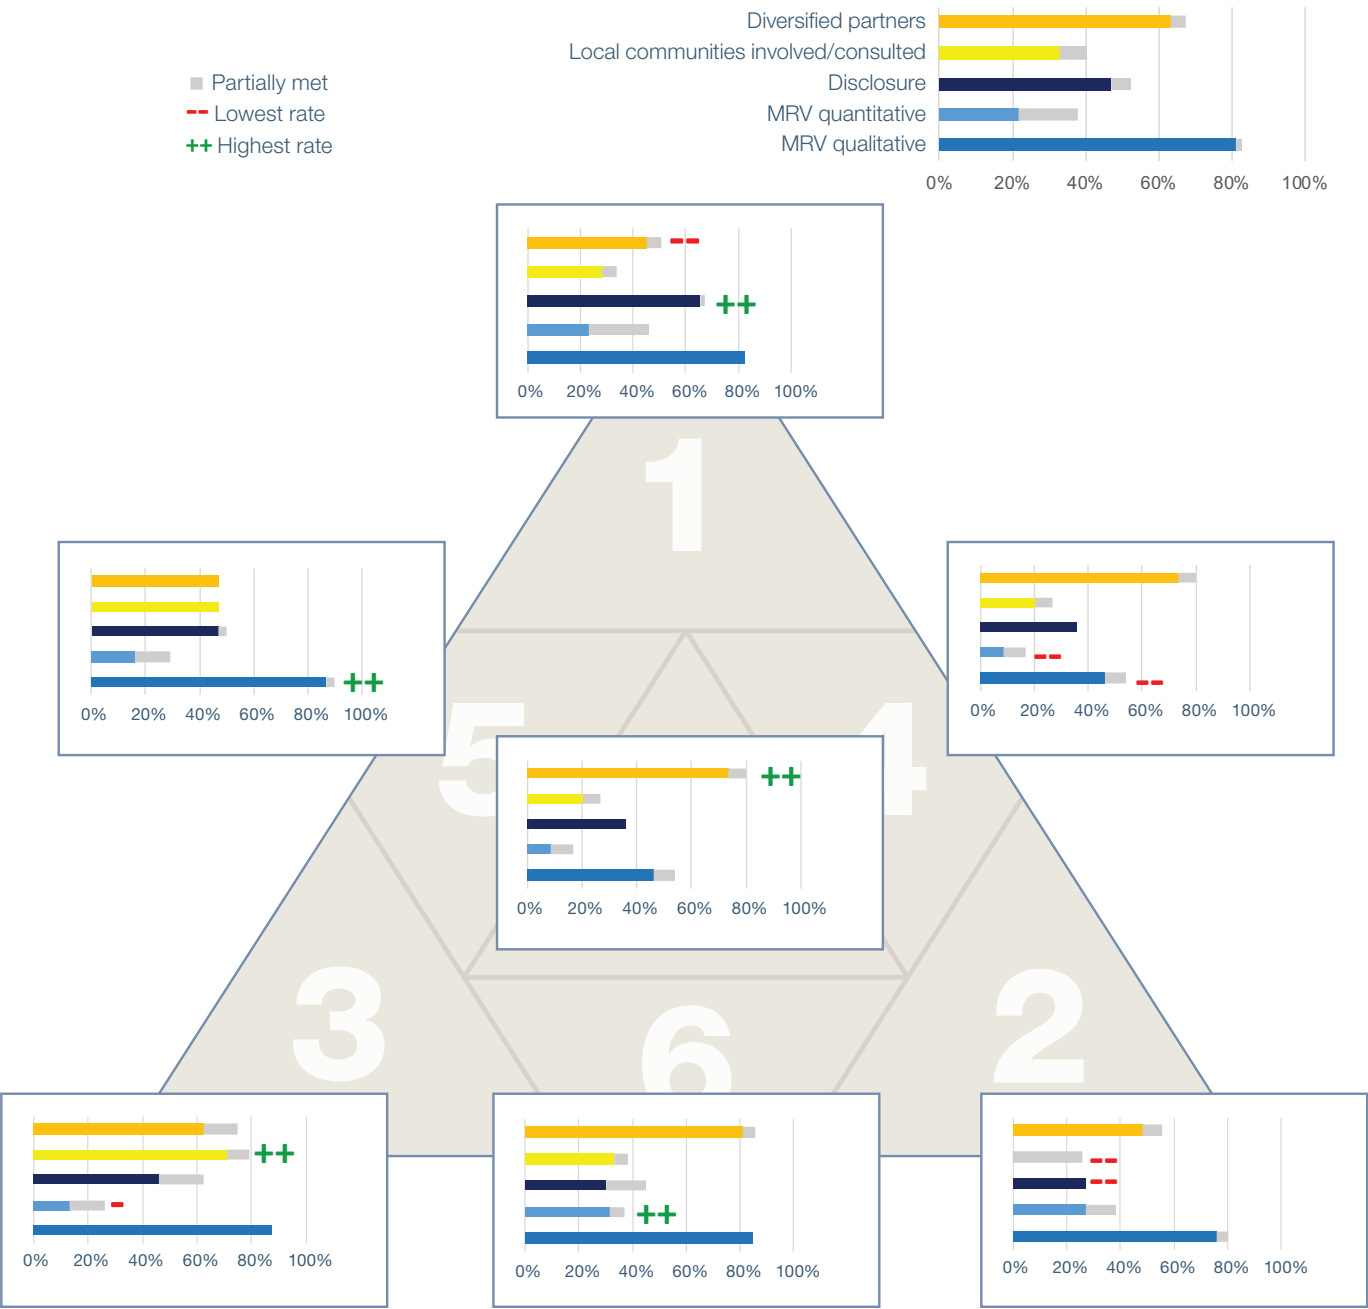 Diversified partners
Local communities involved/consulted
Disclosure
MRV quantitative
MRV qualitative
0% 20% 40% 60% 80% 100%
Partially met
-- Lowest rate
++ Highest rate
--
++
0% 20% 40% 60% 80% 100%
1
++
0% 20% 40% 60% 80% 100%
--
--
0% 20% 40% 60% 80% 100%
5
4
++
0% 20% 40% 60% 80% 100%
3
6
2
++
-
0% 20% 40% 60% 80% 100%
++
0% 20% 40% 60% 80% 100%
--
--
0% 20% 40% 60% 80% 100%